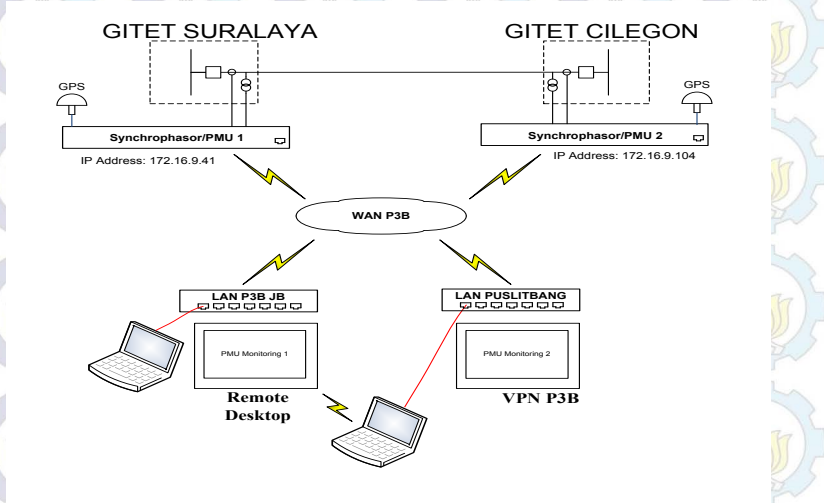 GITET SURALAYA
GITET CILEGON
GPS
GPS
Synchrophasor/PMU 1
Synchrophasor/PMU 2
IP Address: 172.16.9.41
IP Address: 172.16.9.104
WAN P3B
LAN P3B JB
LAN PUSLITBANG
PMU Monitoring 1
PMU Monitoring 2
Remote
Desktop
VPN P3B